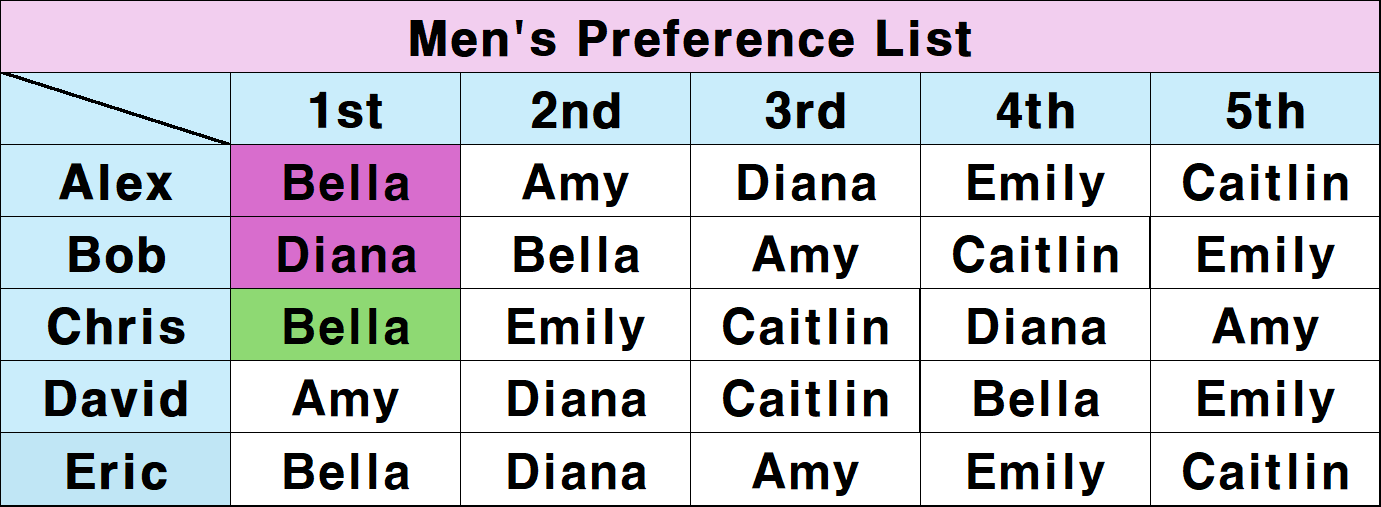 Men's Preference List
1st 2nd 3rd 4th 5th
Alex Bella Amy Diana Emily Caitlin
Bob Diana Bella Amy Caitlin Emily
Chris Bella Emily Caitlin Diana Amy
David Amy Diana Caitlin Bella Emily
Eric Bella Diana Amy Emily Caitlin